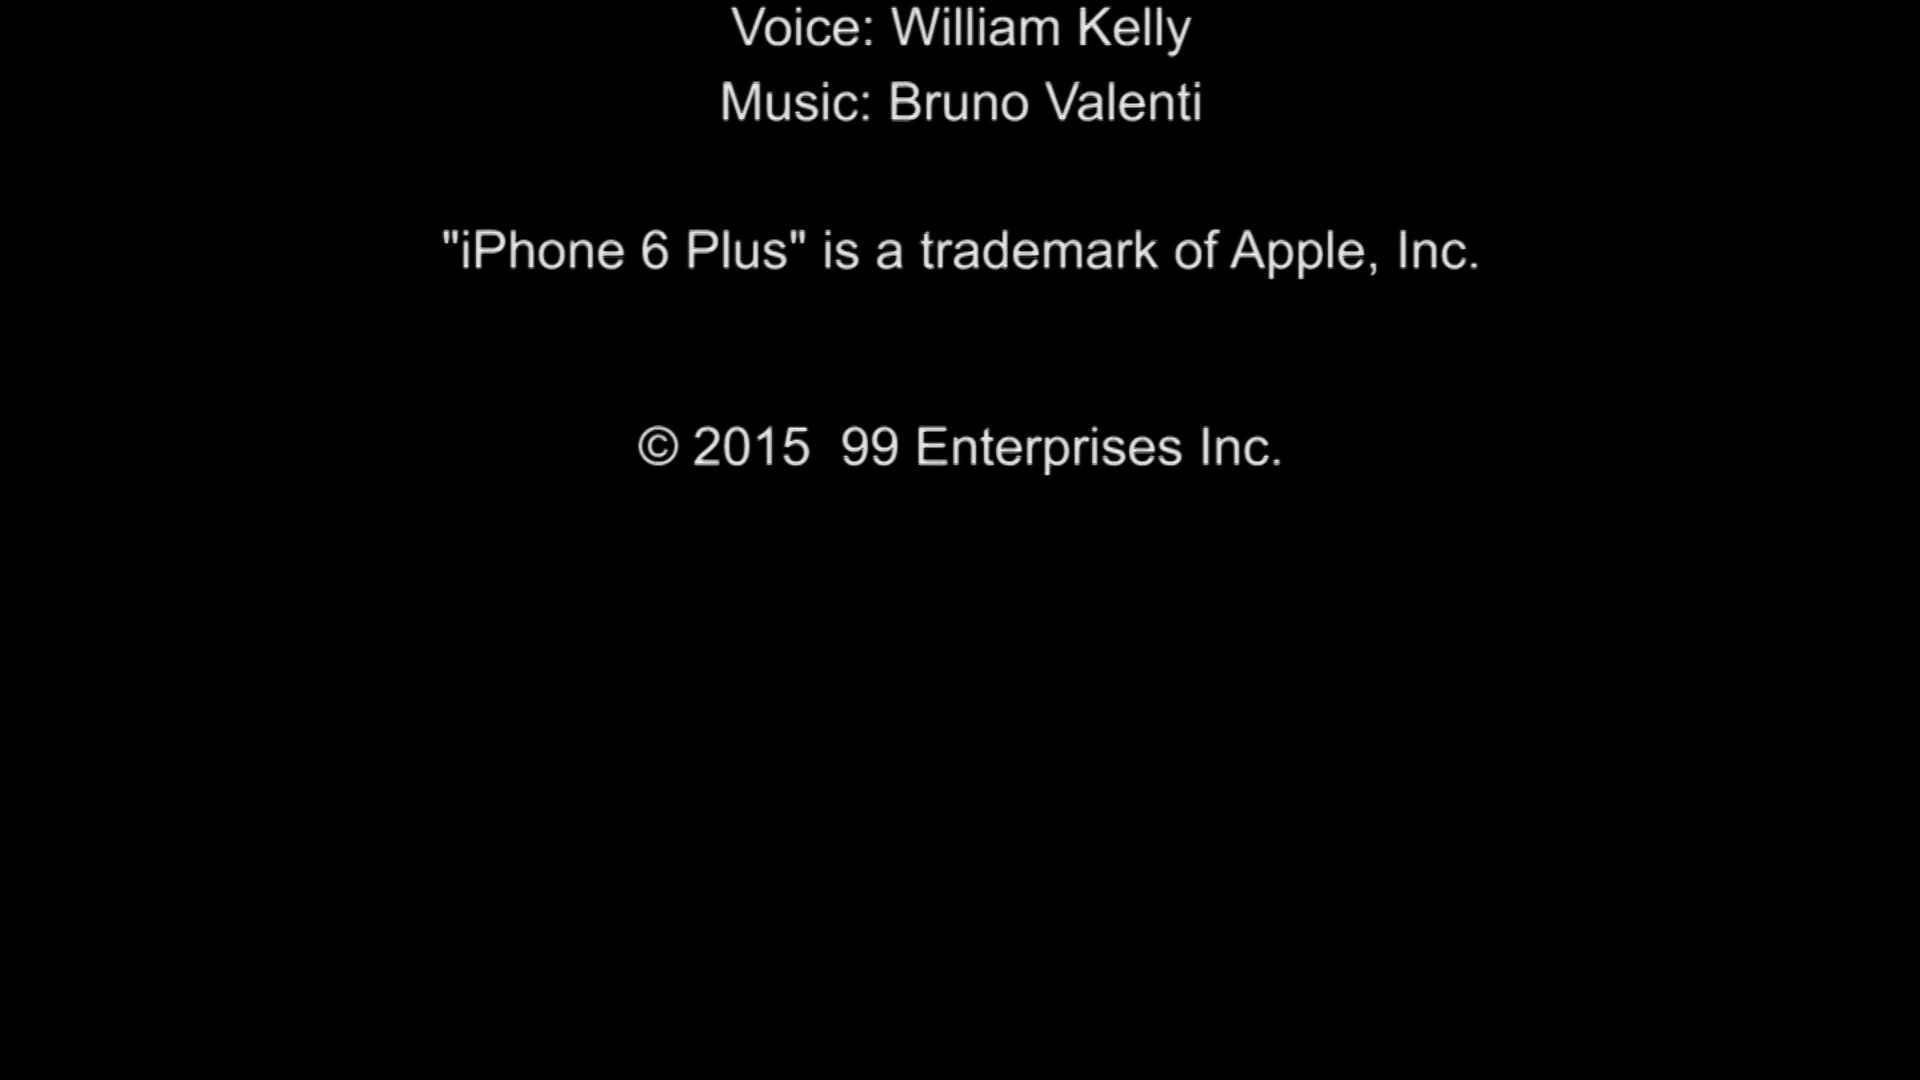 Voice: William Kelly
Music: Bruno Valenti
"iPhone 6 Plus" is a trademark of Apple, Inc.
© 2015  99 Enterprises Inc.